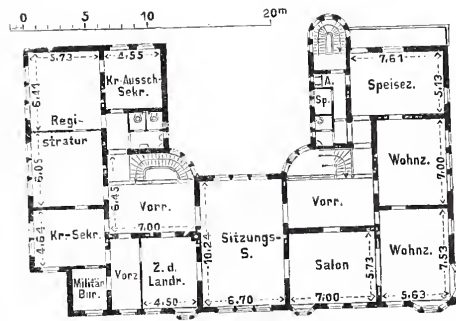 0 5 10 20 m
5.73
4.55
6.41
Kr-Aussch-
Sekr.
Regi-
stratur
6.05
6.45
Vorr.
7.00
Kr.-Sekr.
4.64
Militär
Bur.
Vorz
Z. d.
Landr.
4.50
10.24
Sitzungs-
S.
6.70
A.
Sp.
7.61
Speisez.
5.13
Wohnz.
7.00
Vorr.
Salon
5.73
7.00
Wohnz.
7.53
5.63